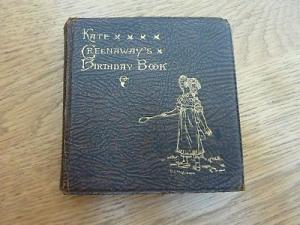 KATE × × × ×
GREENAWAY'S ×
BIRTHDAY BOOK